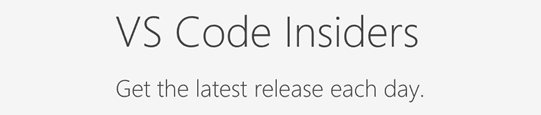 VS Code Insiders
Get the latest release each day.